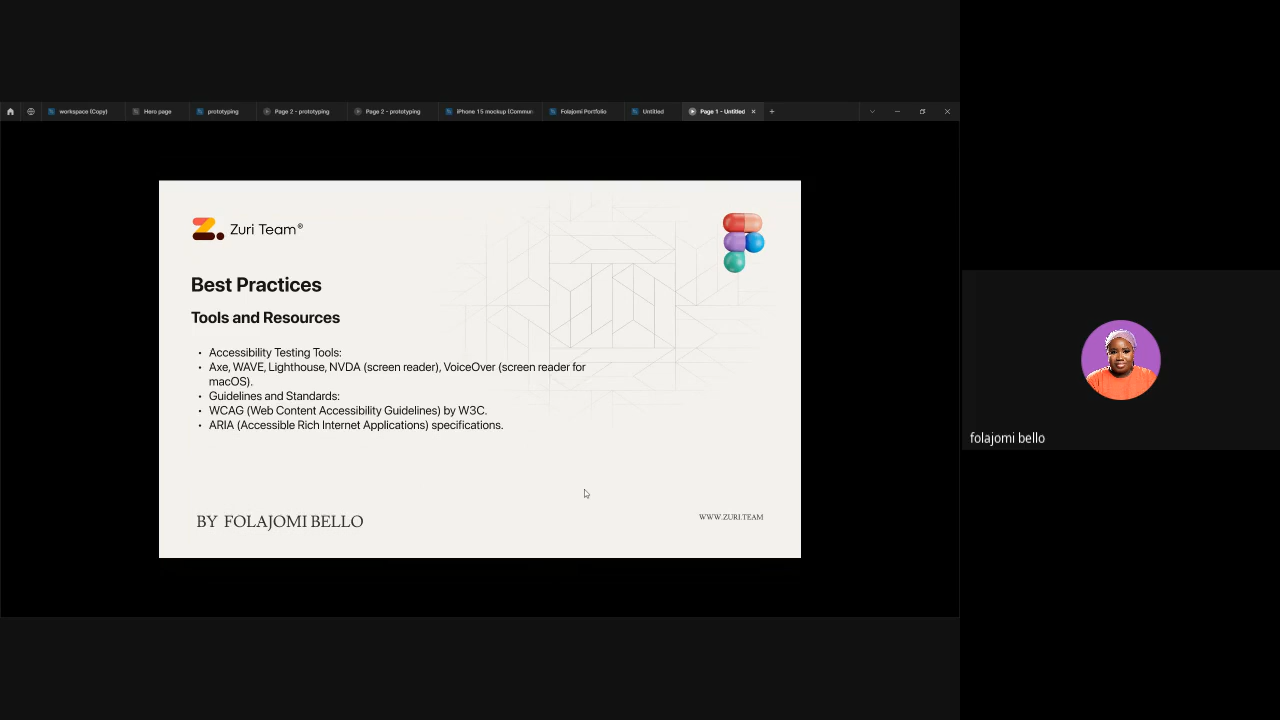 workspace (Copy) Hero page prototyping Page 2 - prototyping Page 2 - prototyping iPhone 15 mockup (Commun Folajomi Portfolio Untitled Page 1 - Untitled
Zuri Team®
Best Practices
Tools and Resources
• Accessibility Testing Tools:
• Axe, WAVE, Lighthouse, NVDA (screen reader), VoiceOver (screen reader for
macOS).
• Guidelines and Standards:
• WCAG (Web Content Accessibility Guidelines) by W3C.
• ARIA (Accessible Rich Internet Applications) specifications.
BY FOLAJOMI BELLO
WWW.ZURI.TEAM
folajomi bello